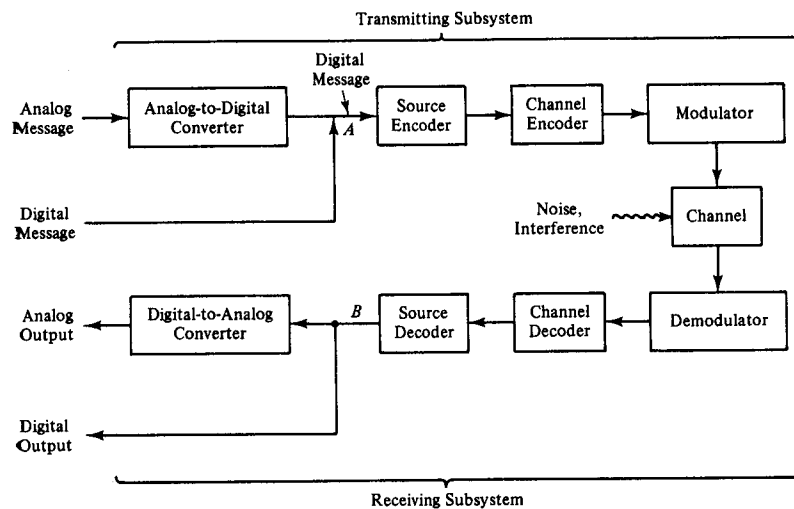 Transmitting Subsystem
Digital
Message
Analog
Message
Analog-to-Digital
Converter
A
Source
Encoder
Channel
Encoder
Modulator
Digital
Message
Noise,
Interference
Channel
Analog
Output
Digital-to-Analog
Converter
B
Source
Decoder
Channel
Decoder
Demodulator
Digital
Output
Receiving Subsystem